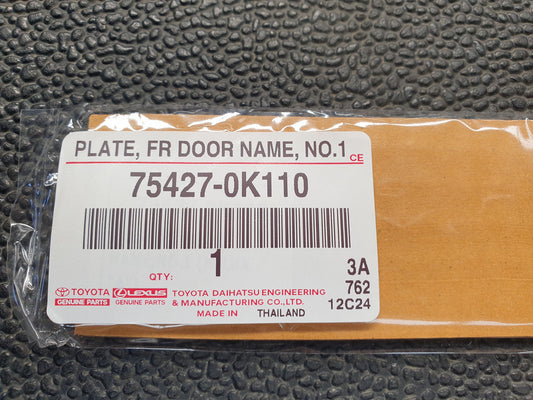 PLATE, FR DOOR NAME, NO.1 CE
75427-0K110
QTY: 1
3A
762
12C24
TOYOTA GENUINE PARTS
LEXUS GENUINE PARTS
TOYOTA DAIHATSU ENGINEERING
& MANUFACTURING CO.,LTD.
MADE IN THAILAND